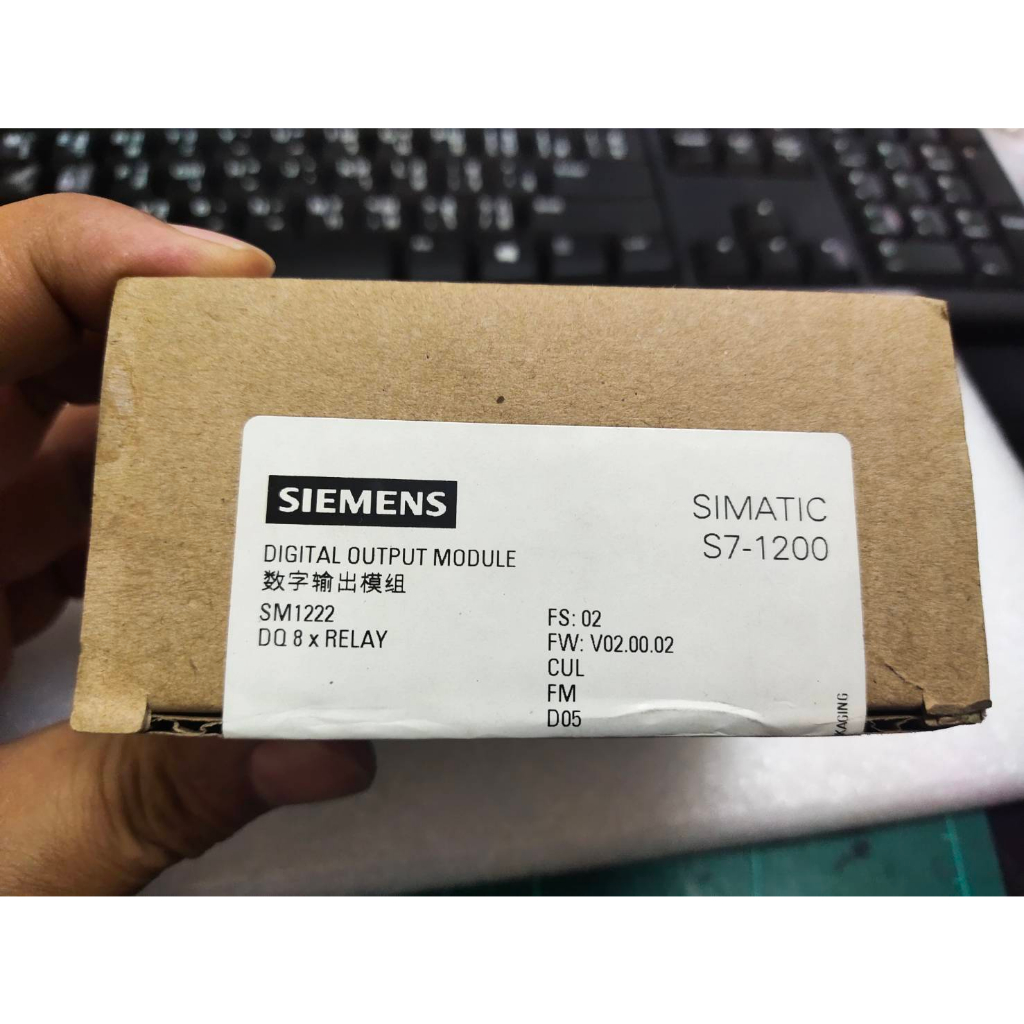 SIEMENS
SIMATIC
S7-1200
DIGITAL OUTPUT MODULE
数字输出模组
SM1222
DQ 8 x RELAY
FS: 02
FW: V02.00.02
CUL
FM
D05